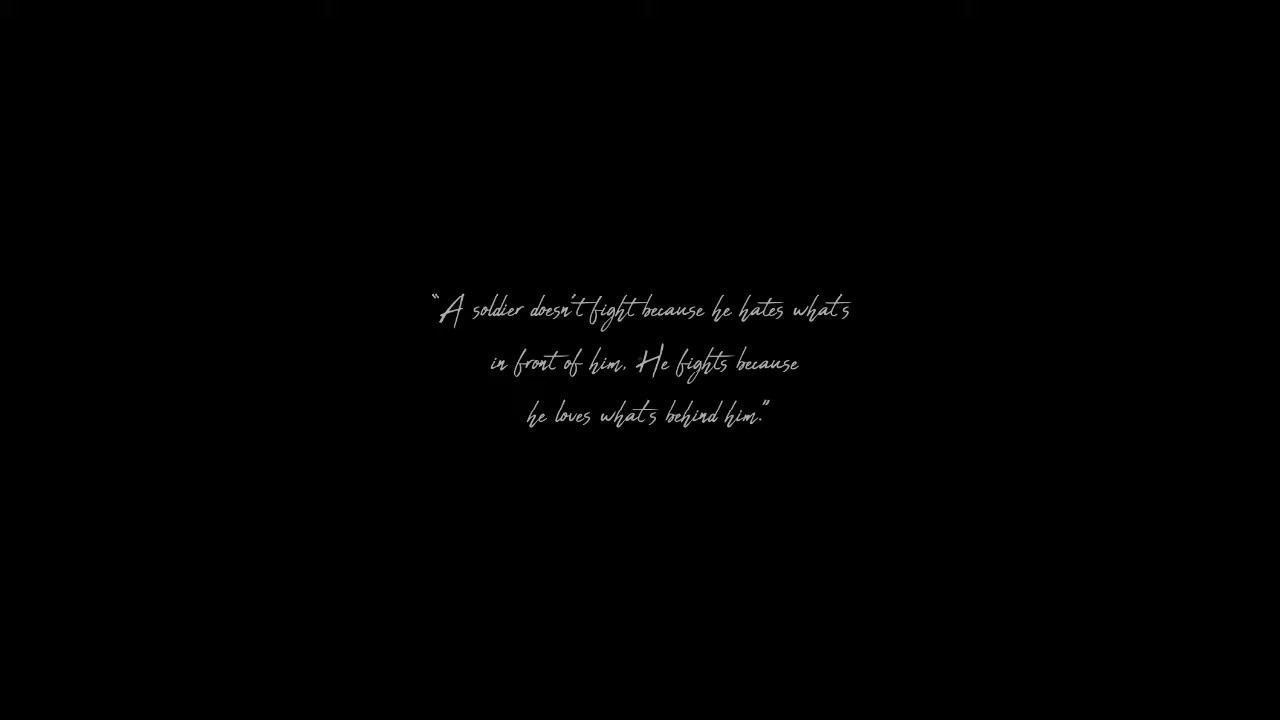 “A soldier doesn't fight because he hates what's
in front of him. He fights because
he loves what's behind him.”